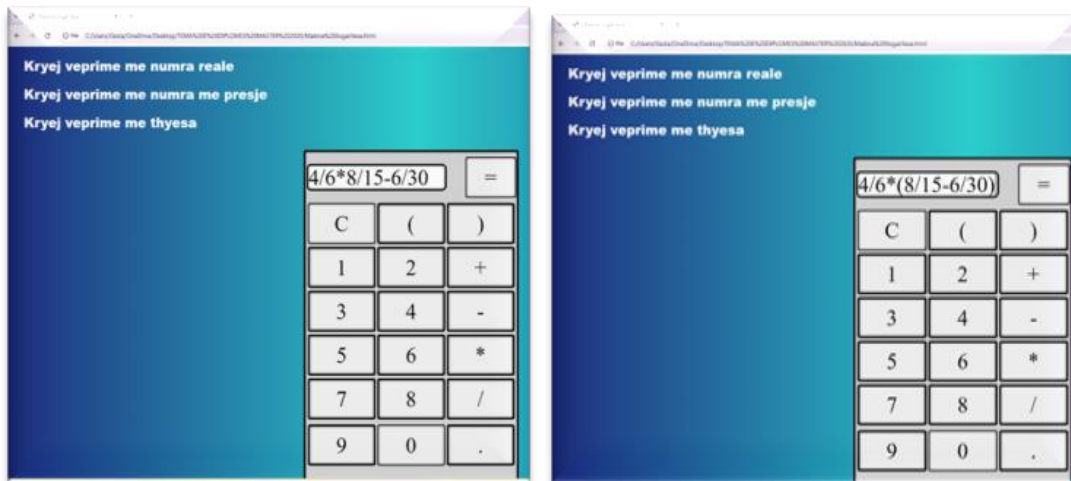 Kryej veprime me numra reale
Kryej veprime me numra me presje
Kryej veprime me thyesa
4/6*8/15-6/30 =
C ( )
1 2 +
3 4 -
5 6 *
7 8 /
9 0 .
Kryej veprime me numra reale
Kryej veprime me numra me presje
Kryej veprime me thyesa
4/6*(8/15-6/30) =
C ( )
1 2 +
3 4 -
5 6 *
7 8 /
9 0 .